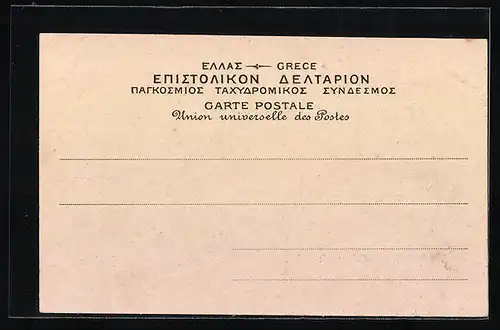 ΕΛΛΑΣ GRECE
ΕΠΙΣΤΟΛΙΚΟΝ ΔΕΛΤΑΡΙΟΝ
ΠΑΓΚΟΣΜΙΟΣ ΤΑΧΥΔΡΟΜΙΚΟΣ ΣΥΝΔΕΣΜΟΣ
CARTE POSTALE
Union universelle des Postes